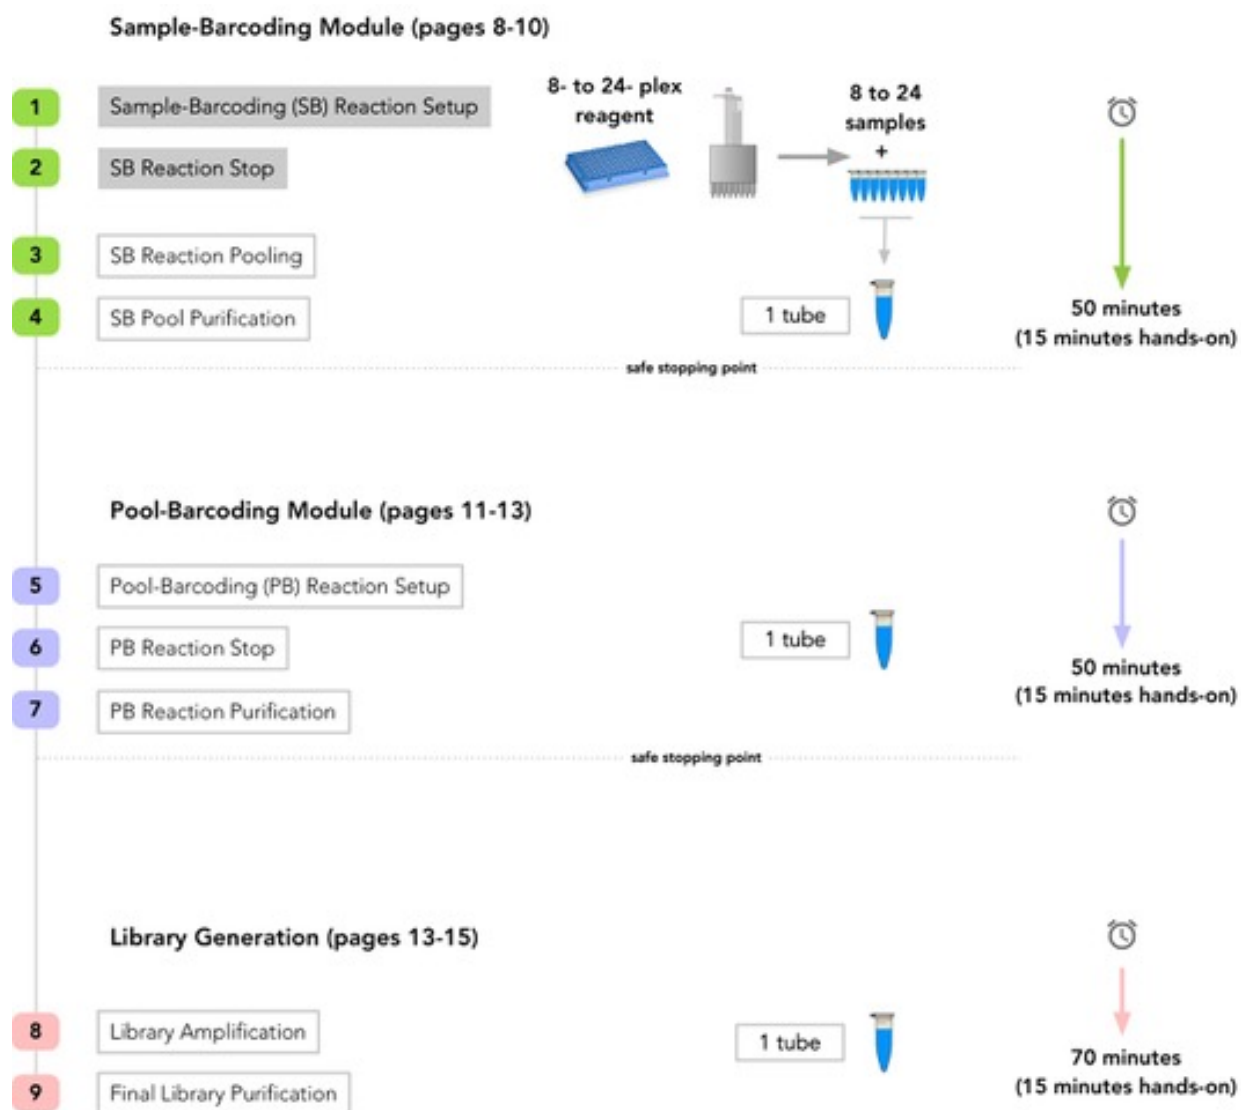 Sample-Barcoding Module (pages 8-10)
1
Sample-Barcoding (SB) Reaction Setup
8- to 24- plex
reagent
8 to 24
samples
+
2
SB Reaction Stop
3
SB Reaction Pooling
4
SB Pool Purification
1 tube
50 minutes
(15 minutes hands-on)
safe stopping point
Pool-Barcoding Module (pages 11-13)
5
Pool-Barcoding (PB) Reaction Setup
6
PB Reaction Stop
1 tube
50 minutes
(15 minutes hands-on)
7
PB Reaction Purification
safe stopping point
Library Generation (pages 13-15)
8
Library Amplification
1 tube
70 minutes
(15 minutes hands-on)
9
Final Library Purification